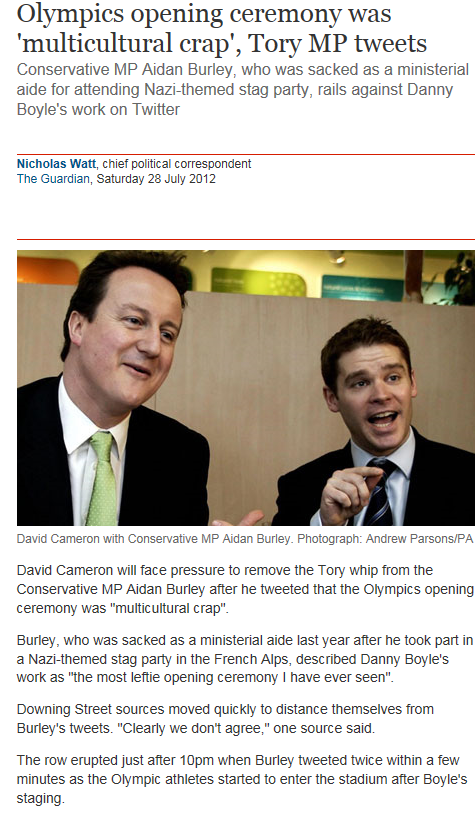 Olympics opening ceremony was
'multicultural crap', Tory MP tweets
Conservative MP Aidan Burley, who was sacked as a ministerial
aide for attending Nazi-themed stag party, rails against Danny
Boyle's work on Twitter
Nicholas Watt, chief political correspondent
The Guardian, Saturday 28 July 2012
David Cameron with Conservative MP Aidan Burley. Photograph: Andrew Parsons/PA
David Cameron will face pressure to remove the Tory whip from the
Conservative MP Aidan Burley after he tweeted that the Olympics opening
ceremony was "multicultural crap".
Burley, who was sacked as a ministerial aide last year after he took part in
a Nazi-themed stag party in the French Alps, described Danny Boyle's
work as "the most leftie opening ceremony I have ever seen".
Downing Street sources moved quickly to distance themselves from
Burley's tweets. "Clearly we don't agree," one source said.
The row erupted just after 10pm when Burley tweeted twice within a few
minutes as the Olympic athletes started to enter the stadium after Boyle's
staging.